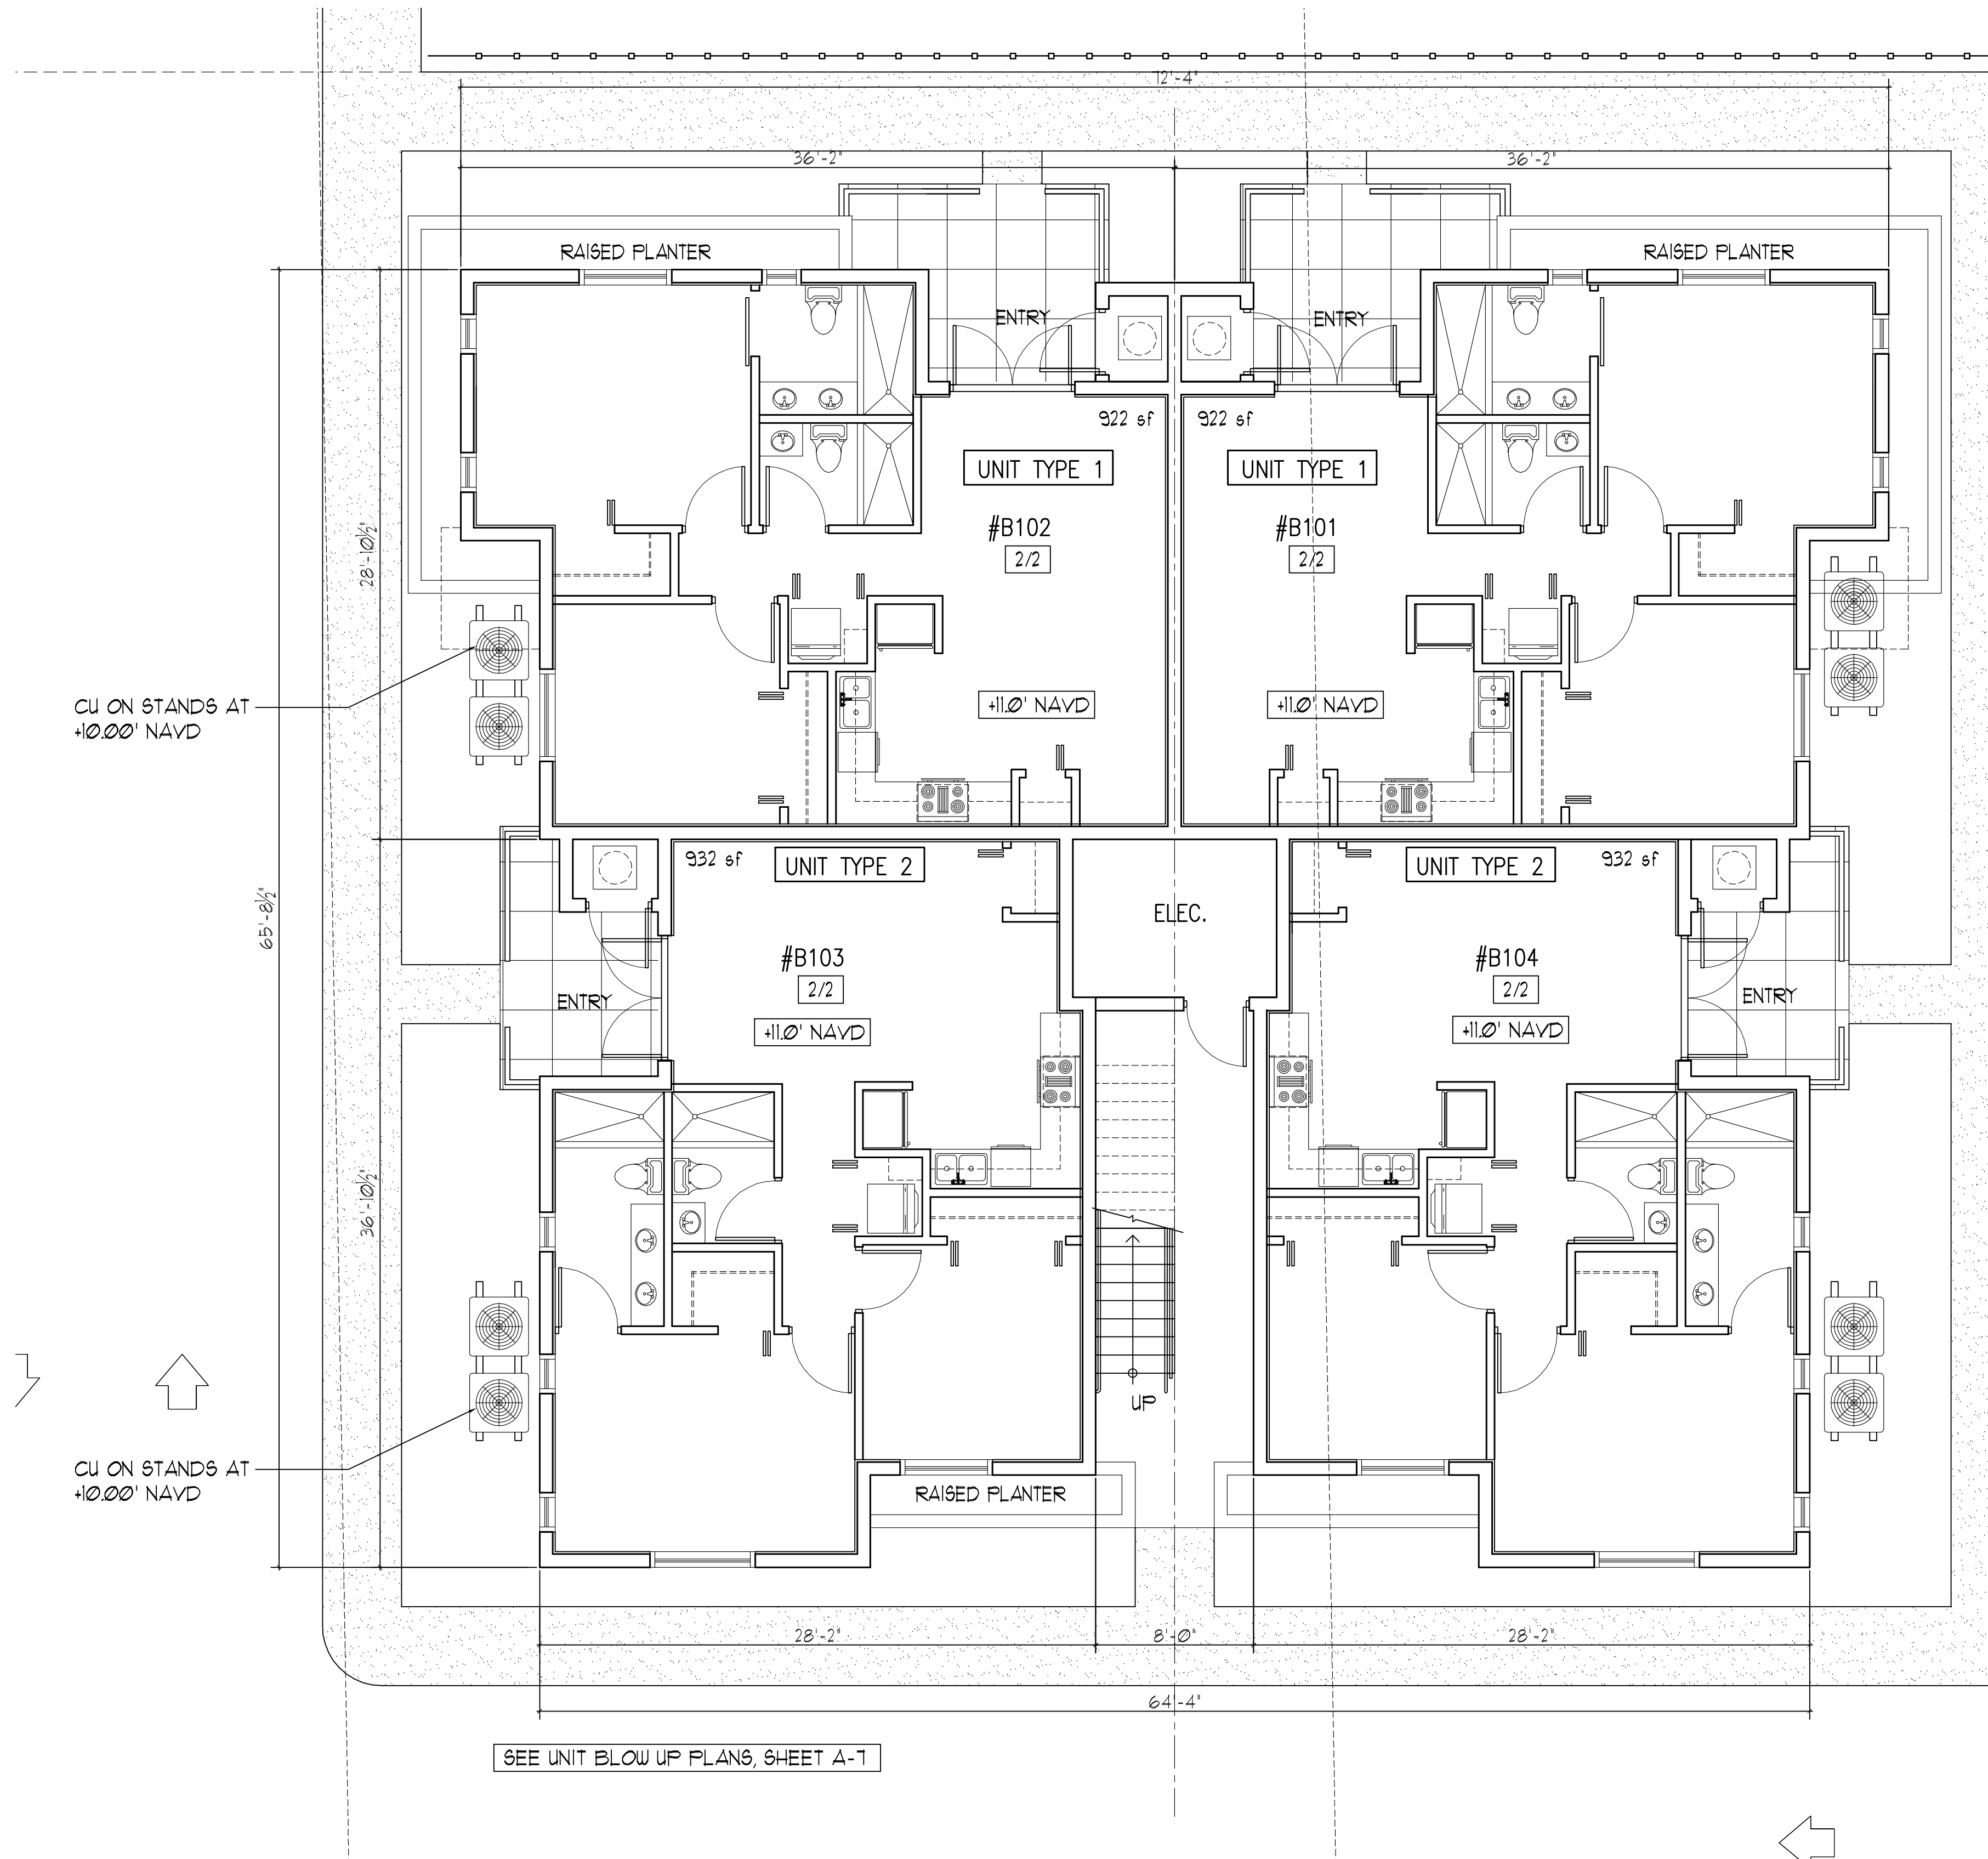 12'-4"
36'-2"
36'-2"
RAISED PLANTER
RAISED PLANTER
ENTRY
ENTRY
922 sf
922 sf
UNIT TYPE 1
UNIT TYPE 1
#B102
#B101
2/2
2/2
28'-10½"
CU ON STANDS AT
+10.00' NAVD
+11.0' NAVD
+11.0' NAVD
932 sf
UNIT TYPE 2
UNIT TYPE 2
932 sf
65'-8½"
ELEC.
#B103
#B104
2/2
2/2
ENTRY
ENTRY
+11.0' NAVD
+11.0' NAVD
36'-10½"
UP
CU ON STANDS AT
+10.00' NAVD
RAISED PLANTER
28'-2"
8'-0"
28'-2"
64'-4"
SEE UNIT BLOW UP PLANS, SHEET A-7